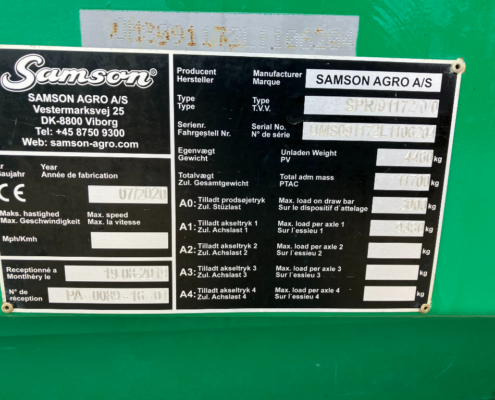 Samson
SAMSON AGRO A/S
Vestermarksvej 25
DK-8800 Viborg
Tel: +45 8750 9300
Web: samson-agro.com
Year
Baujahr Année de fabrication
CE 07/2020
Maks. hastighed Max. speed
Max. Geschwindigkeit Max. la vitesse
Mph/Kmh
Receptionné a
Montlhéry le
N° de
réception
Producent Manufacturer
Hersteller Marque SAMSON AGRO A/S
Type Type
Type T.V.V.
Serienr. Serial No.
Fahrgestell Nr. N° de série
Egenvægt Unladen Weight
Gewicht PV kg
Totalvægt Total adm mass
Zul. Gesamtgewicht PTAC kg
A0: Tilladt prodsøjetryk Max. load on draw bar
Zul. Stüzlast Sur le dispositif d'attelage kg
A1: Tilladt akseltryk 1 Max. load per axle 1
Zul. Achslast 1 Sur l'essieu 1 kg
A2: Tilladt akseltryk 2 Max. load per axle 2
Zul. Achslast 2 Sur l'essieu 2 kg
A3: Tilladt akseltryk 3 Max. load per axle 3
Zul. Achslast 3 Sur l'essieu 3 kg
A4: Tilladt akseltryk 4 Max. load per axle 4
Zul. Achslast 4 Sur l'essieu 4 kg